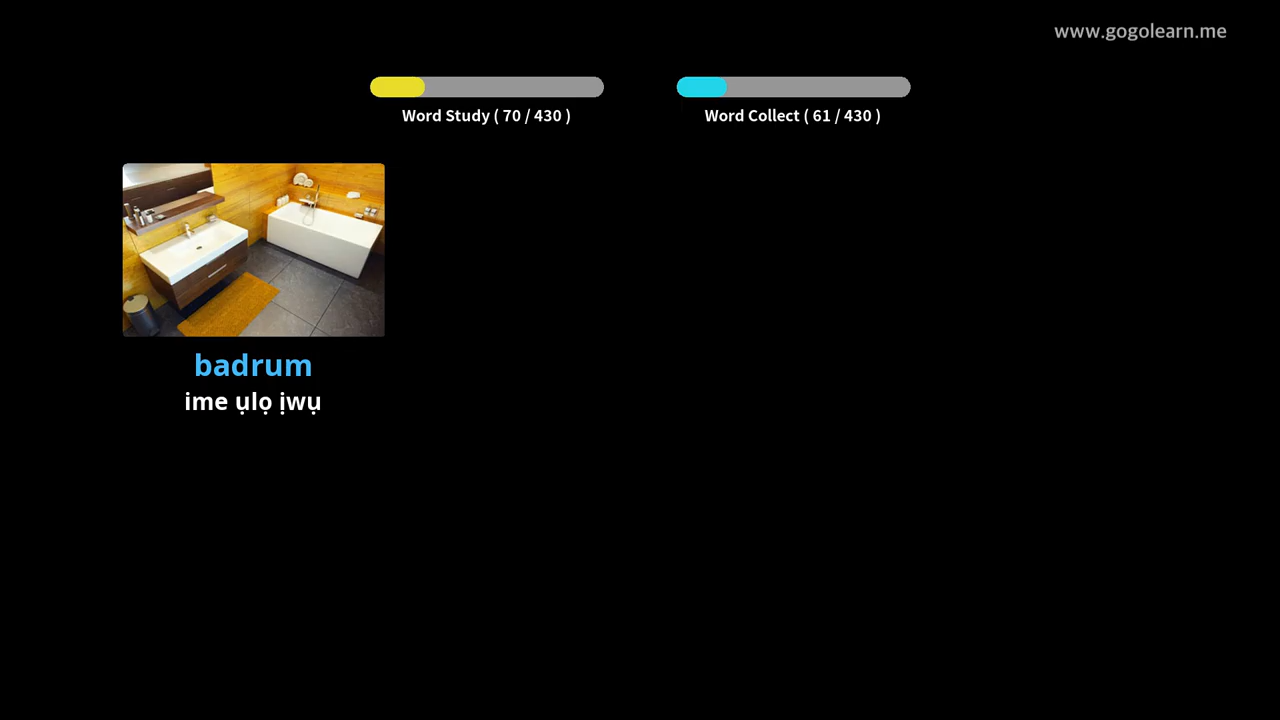 www.gogolearn.me
Word Study ( 70 / 430 )
Word Collect ( 61 / 430 )
badrum
ime ụlọ ịwụ